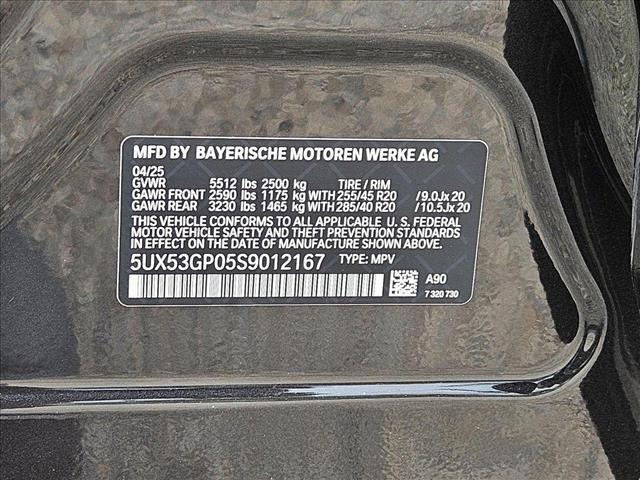 MFD BY BAYERISCHE MOTOREN WERKE AG
04/25
GVWR 5512 lbs 2500 kg TIRE / RIM
GAWR FRONT 2590 lbs 1175 kg WITH 255/45 R20 /9.0Jx20
GAWR REAR 3230 lbs 1465 kg WITH 285/40 R20 /10.5Jx20
THIS VEHICLE CONFORMS TO ALL APPLICABLE U. S. FEDERAL
MOTOR VEHICLE SAFETY AND THEFT PREVENTION STANDARDS
IN EFFECT ON THE DATE OF MANUFACTURE SHOWN ABOVE.
5UX53GP05S9012167 TYPE: MPV
A90
7 320 730